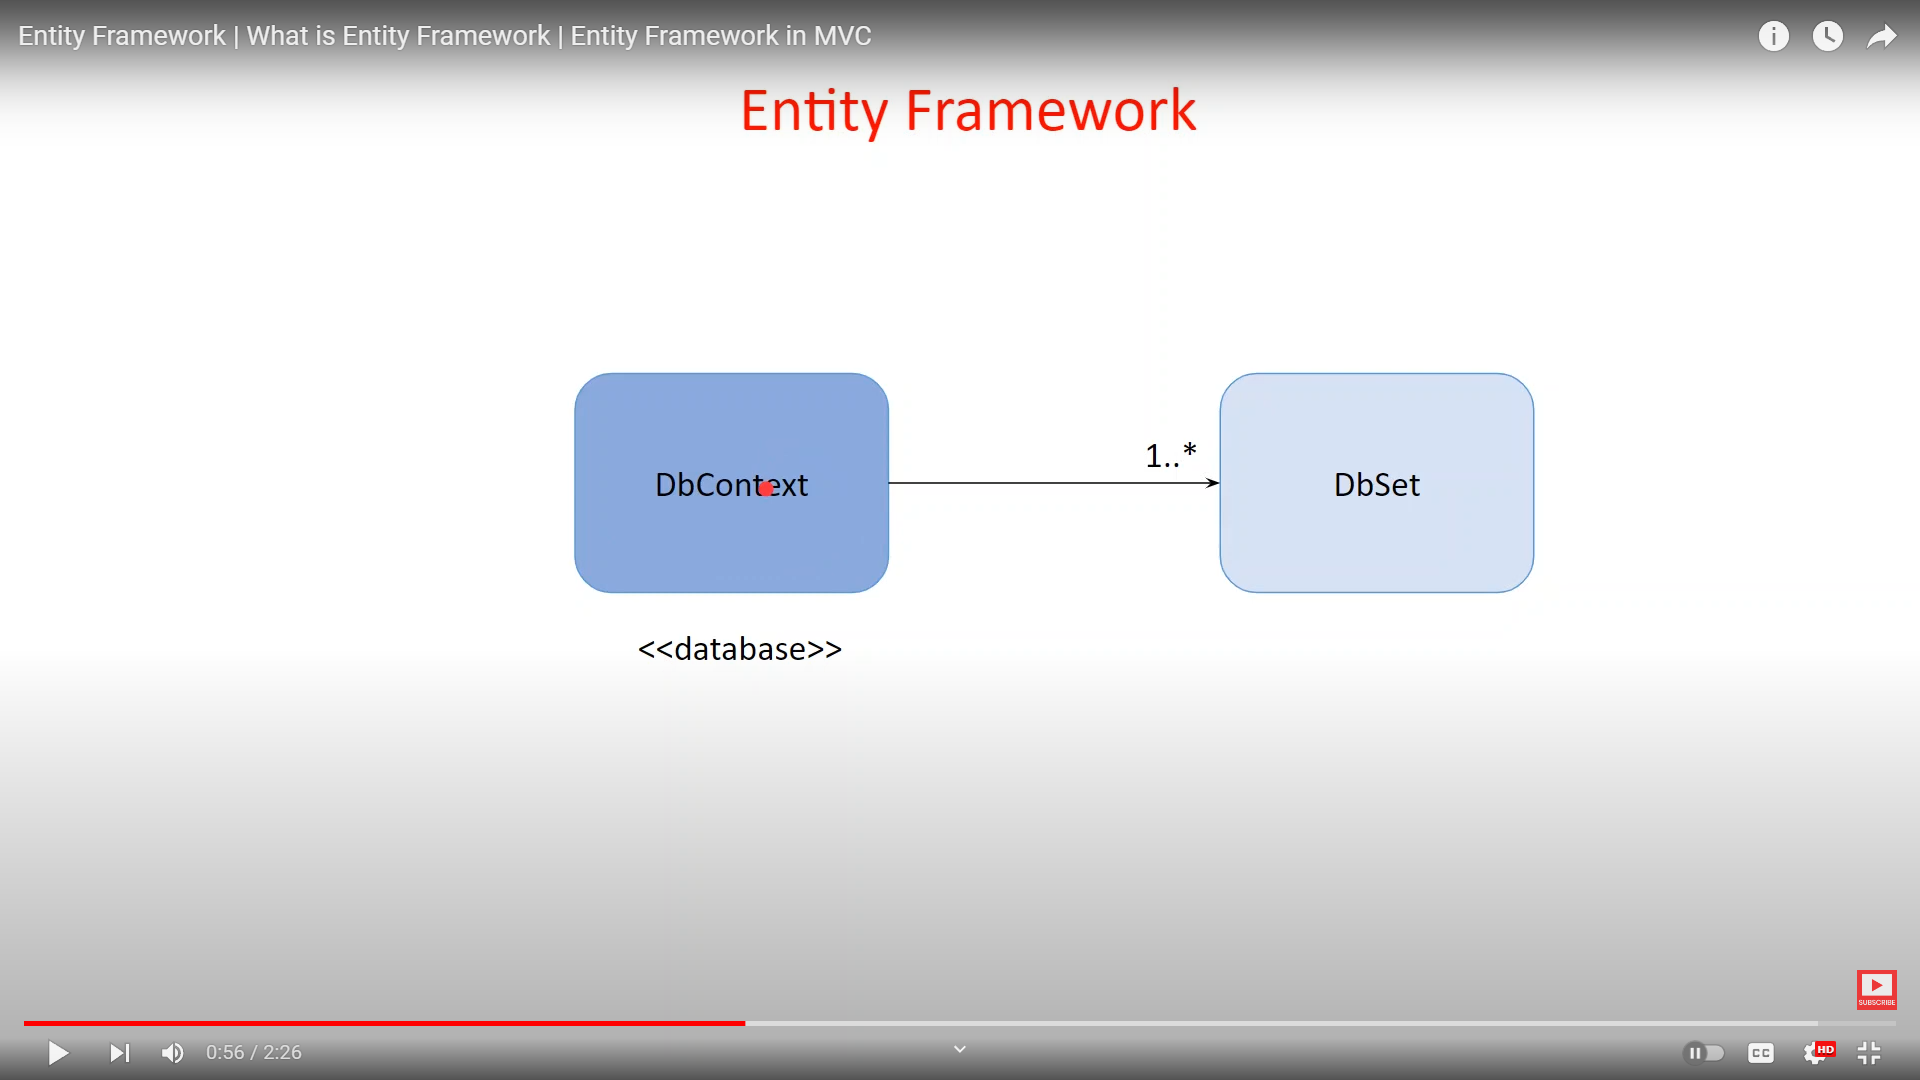 Entity Framework | What is Entity Framework | Entity Framework in MVC
Entity Framework
1..*
DbContext
DbSet
<<database>>
SUBSCRIBE
0:56 / 2:26
CC
HD